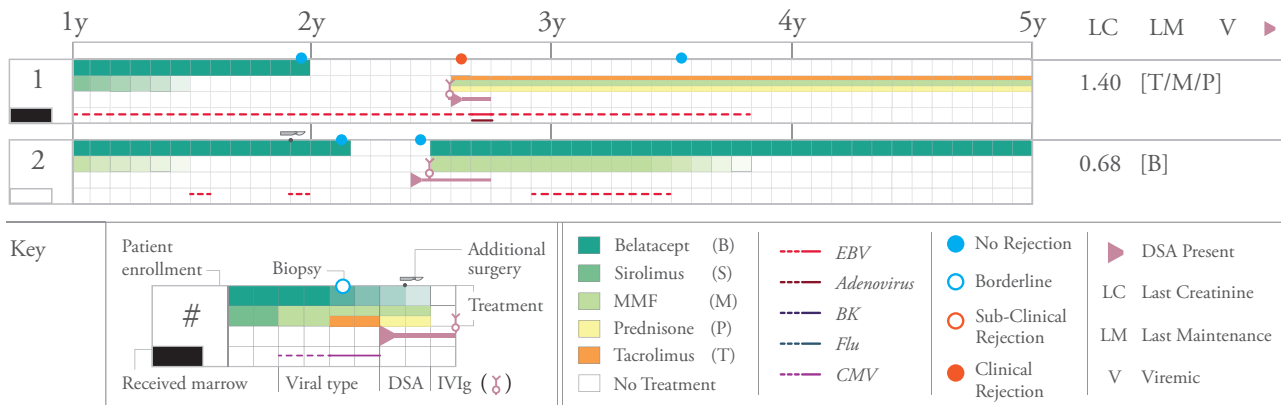 1y 2y 3y 4y 5y LC LM V
1 1.40 [T/M/P]
2 0.68 [B]
Key
Patient enrollment
Biopsy
Additional surgery
Treatment
#
Received marrow
Viral type
DSA
IVIg ( )
Belatacept (B)
Sirolimus (S)
MMF (M)
Prednisone (P)
Tacrolimus (T)
No Treatment
EBV
Adenovirus
BK
Flu
CMV
No Rejection
Borderline
Sub-Clinical
Rejection
Clinical
Rejection
DSA Present
LC Last Creatinine
LM Last Maintenance
V Viremic